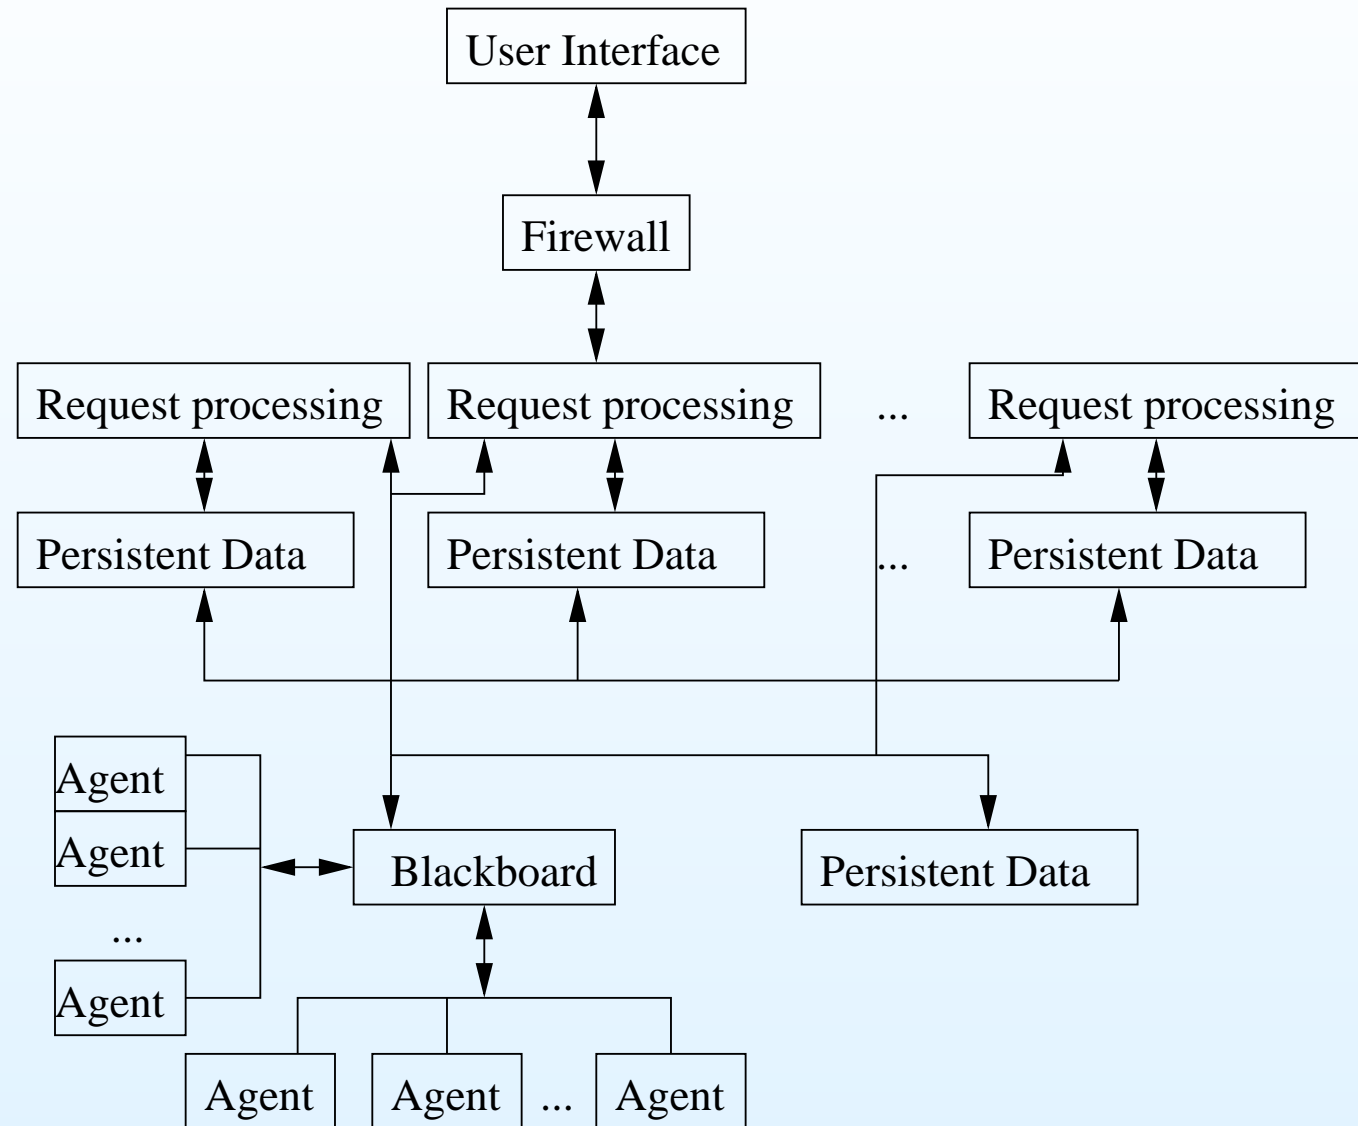 User Interface
Firewall
Request processing Request processing ... Request processing
Persistent Data Persistent Data ... Persistent Data
Agent
Agent
Blackboard Persistent Data
...
Agent
Agent Agent ... Agent